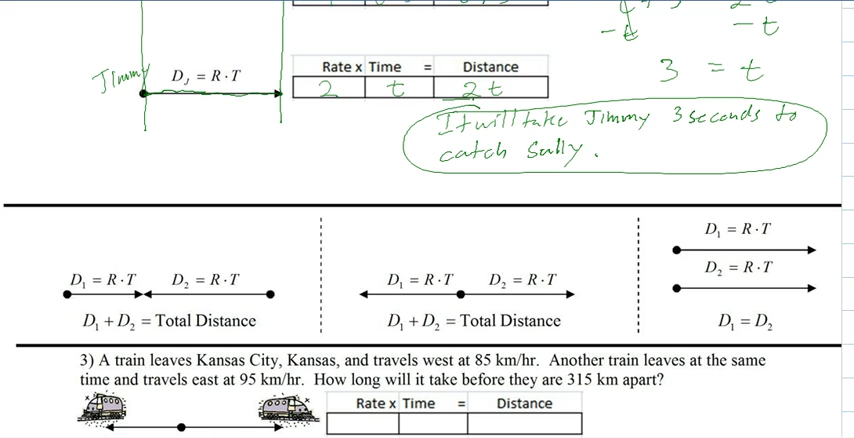 - t
- t
Rate x Time = Distance
Jimmy
D_J = R · T
2 t 2t
3 = t
It will take Jimmy 3 seconds to
catch Sally.
D₁ = R · T
D₂ = R · T
D₁ = R · T D₂ = R · T
D₁ = R · T D₂ = R · T
D₁ + D₂ = Total Distance
D₁ + D₂ = Total Distance
D₁ = D₂
3) A train leaves Kansas City, Kansas, and travels west at 85 km/hr. Another train leaves at the same
time and travels east at 95 km/hr. How long will it take before they are 315 km apart?
Rate x Time = Distance